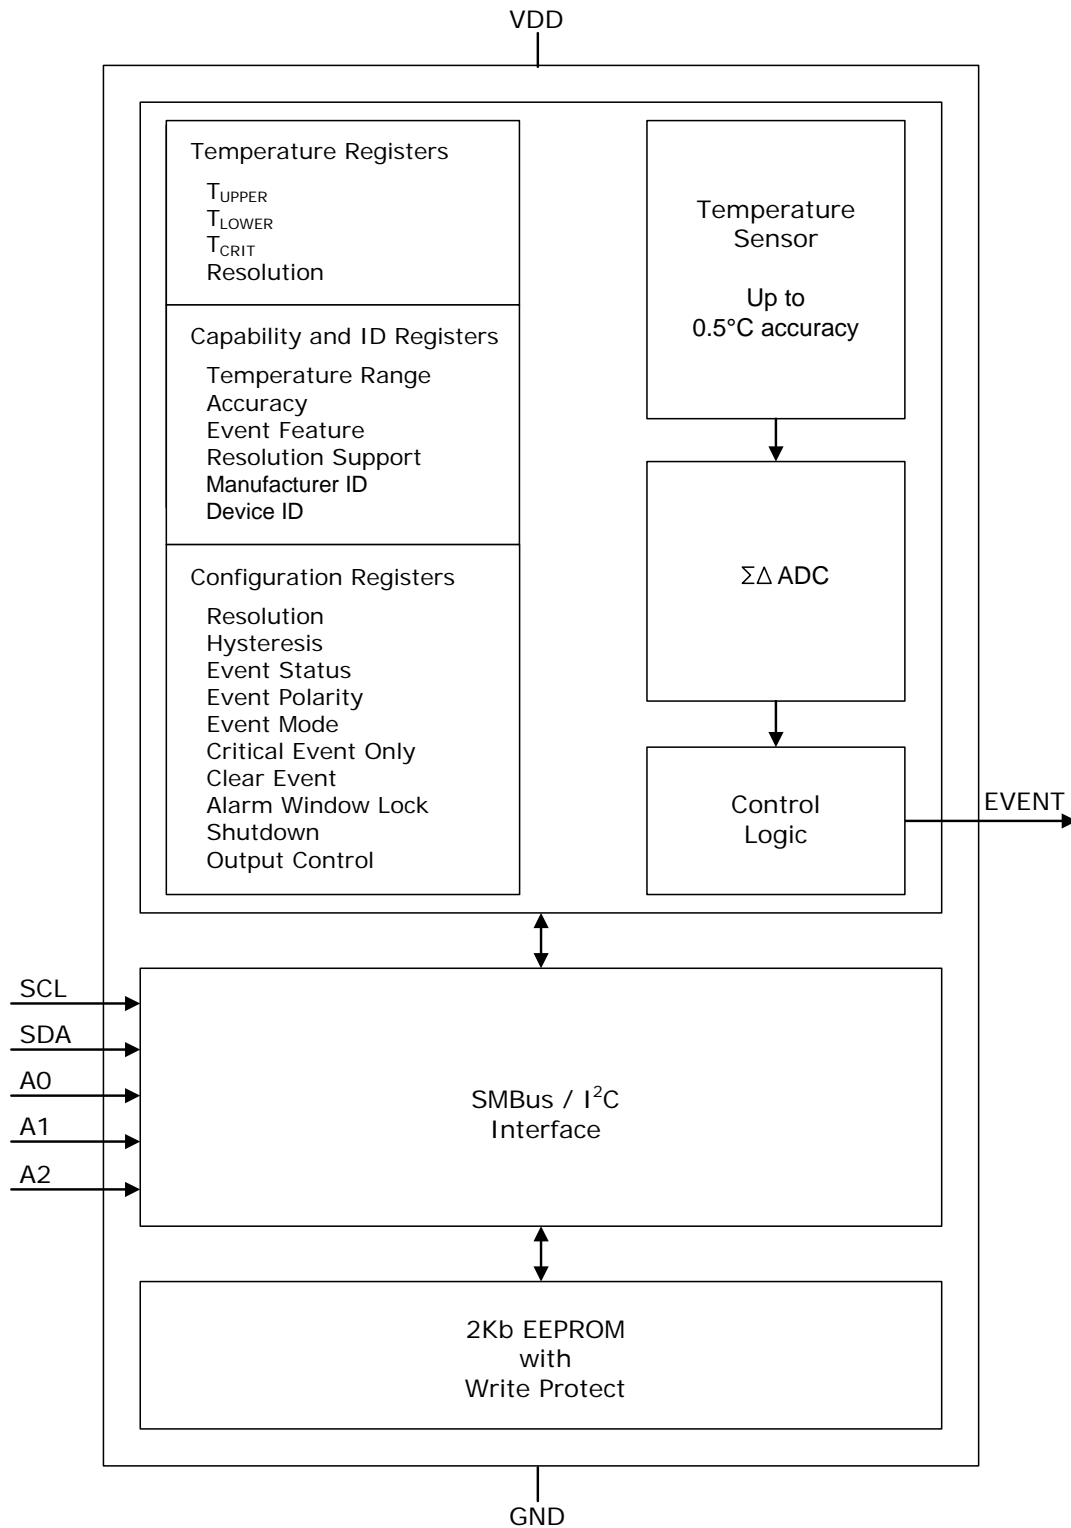 VDD
Temperature Registers
T_UPPER
T_LOWER
T_CRIT
Resolution
Capability and ID Registers
Temperature Range
Accuracy
Event Feature
Resolution Support
Manufacturer ID
Device ID
Configuration Registers
Resolution
Hysteresis
Event Status
Event Polarity
Event Mode
Critical Event Only
Clear Event
Alarm Window Lock
Shutdown
Output Control
Temperature
Sensor
Up to
0.5°C accuracy
ΣΔ ADC
Control
Logic
EVENT
SCL
SDA
A0
A1
A2
SMBus / I²C
Interface
2Kb EEPROM
with
Write Protect
GND